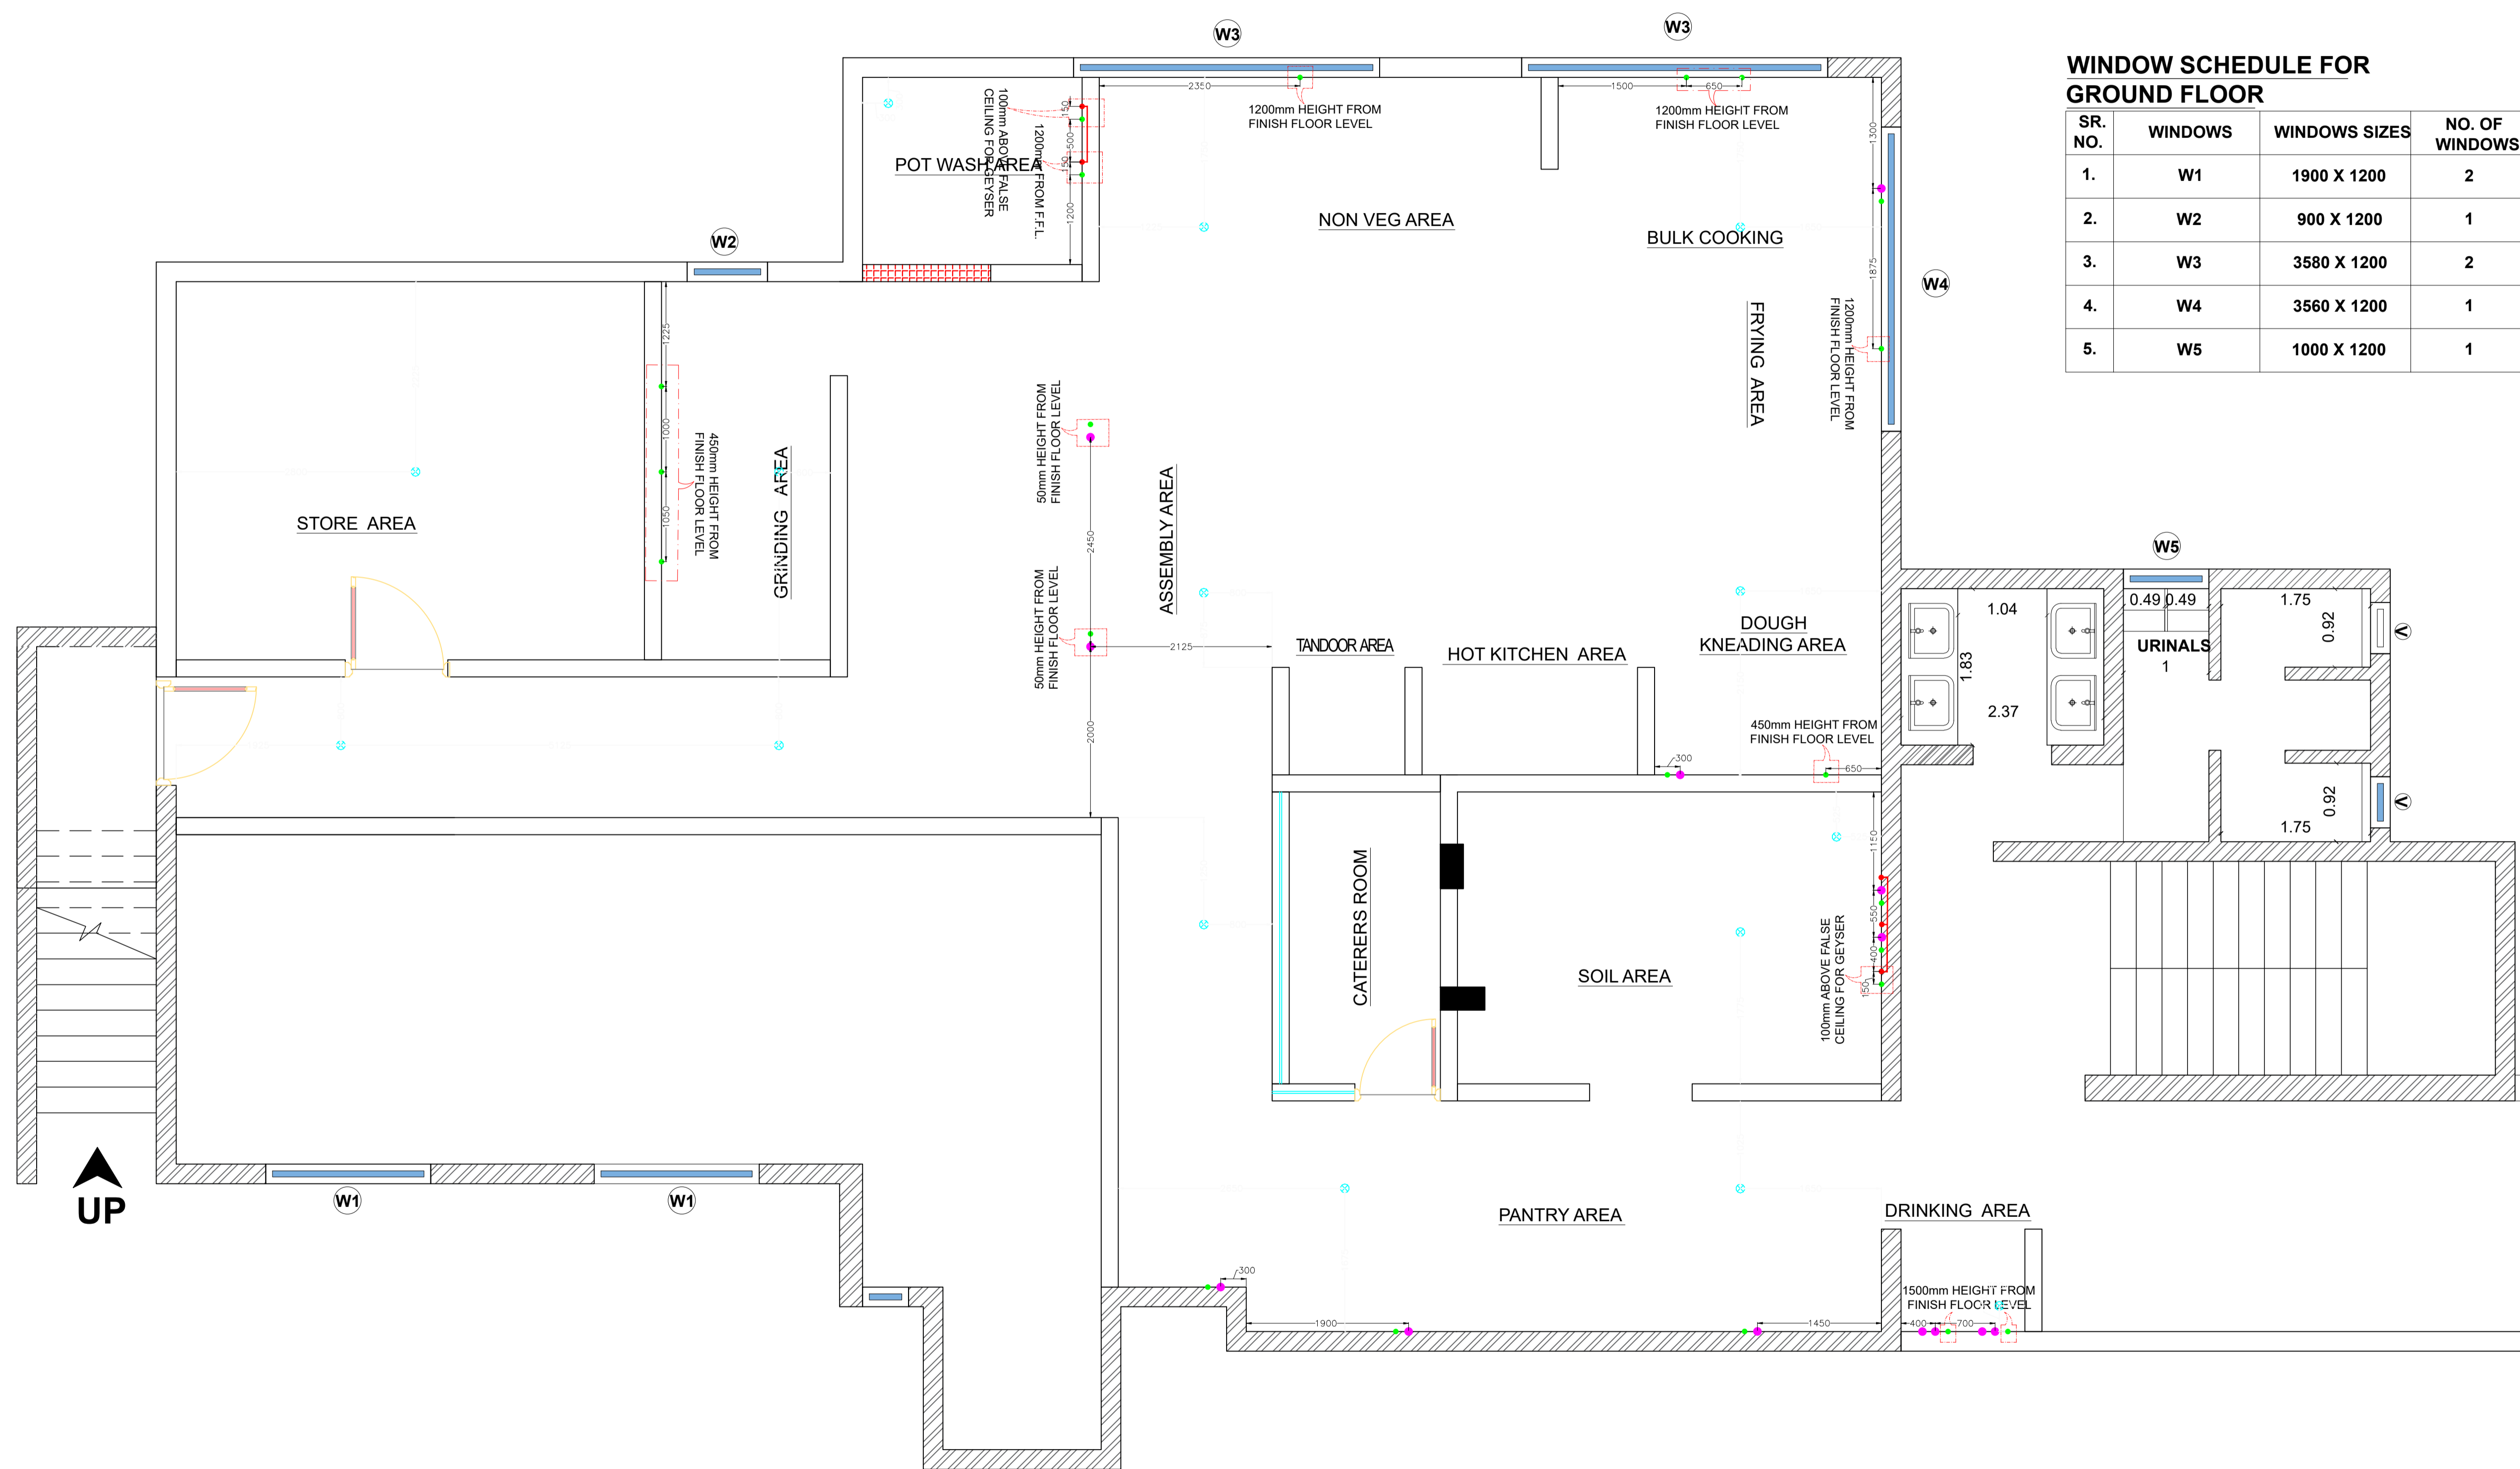 W3
W3
WINDOW SCHEDULE FOR
GROUND FLOOR
SR.
NO.
WINDOWS
WINDOWS SIZES
NO. OF
WINDOWS
1.
W1
1900 X 1200
2
2.
W2
900 X 1200
1
3.
W3
3580 X 1200
2
4.
W4
3560 X 1200
1
5.
W5
1000 X 1200
1
2350
1200mm HEIGHT FROM
FINISH FLOOR LEVEL
1500
650
1200mm HEIGHT FROM
FINISH FLOOR LEVEL
1300
100mm ABOVE FALSE
CEILING FOR GEYSER
1200mm FROM F.F.L.
150
500
150
1200
POT WASH AREA
NON VEG AREA
BULK COOKING
W2
W4
1875
1200mm HEIGHT FROM
FINISH FLOOR LEVEL
FRYING AREA
1225
1000
1050
450mm HEIGHT FROM
FINISH FLOOR LEVEL
GRINDING AREA
STORE AREA
50mm HEIGHT FROM
FINISH FLOOR LEVEL
2450
ASSEMBLY AREA
50mm HEIGHT FROM
FINISH FLOOR LEVEL
2125
2000
TANDOOR AREA
HOT KITCHEN AREA
DOUGH
KNEADING AREA
450mm HEIGHT FROM
FINISH FLOOR LEVEL
300
650
W5
1.04
0.49
0.49
1.75
0.92
V
URINALS
1
1.83
2.37
0.92
V
1.75
1150
550
400
150
100mm ABOVE FALSE
CEILING FOR GEYSER
CATERERS ROOM
SOIL AREA
UP
W1
W1
PANTRY AREA
DRINKING AREA
300
1900
1450
1500mm HEIGHT FROM
FINISH FLOOR LEVEL
400
700